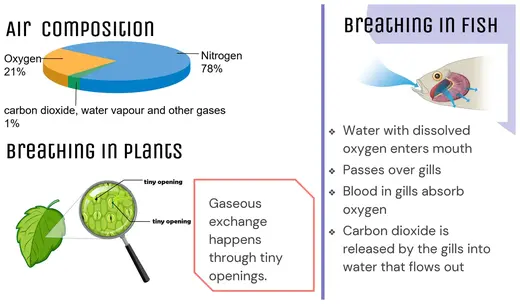 Air Composition
Oxygen
21%
Nitrogen
78%
carbon dioxide, water vapour and other gases
1%
Breathing in Plants
tiny opening
tiny opening
Gaseous
exchange
happens
through tiny
openings.
Breathing in Fish
❖ Water with dissolved
oxygen enters mouth
❖ Passes over gills
❖ Blood in gills absorb
oxygen
❖ Carbon dioxide is
released by the gills into
water that flows out